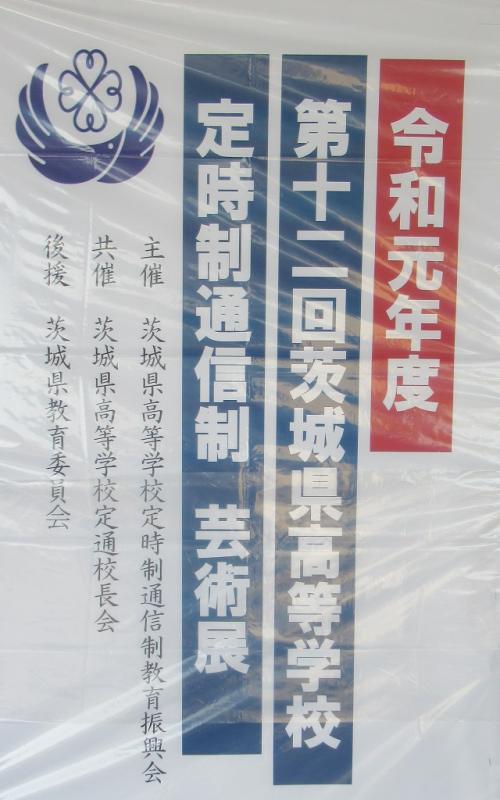 令和元年度
第十二回茨城県高等学校
定時制通信制 芸術展
主催 茨城県高等学校定時制通信制教育振興会
共催 茨城県高等学校定通校長会
後援 茨城県教育委員会